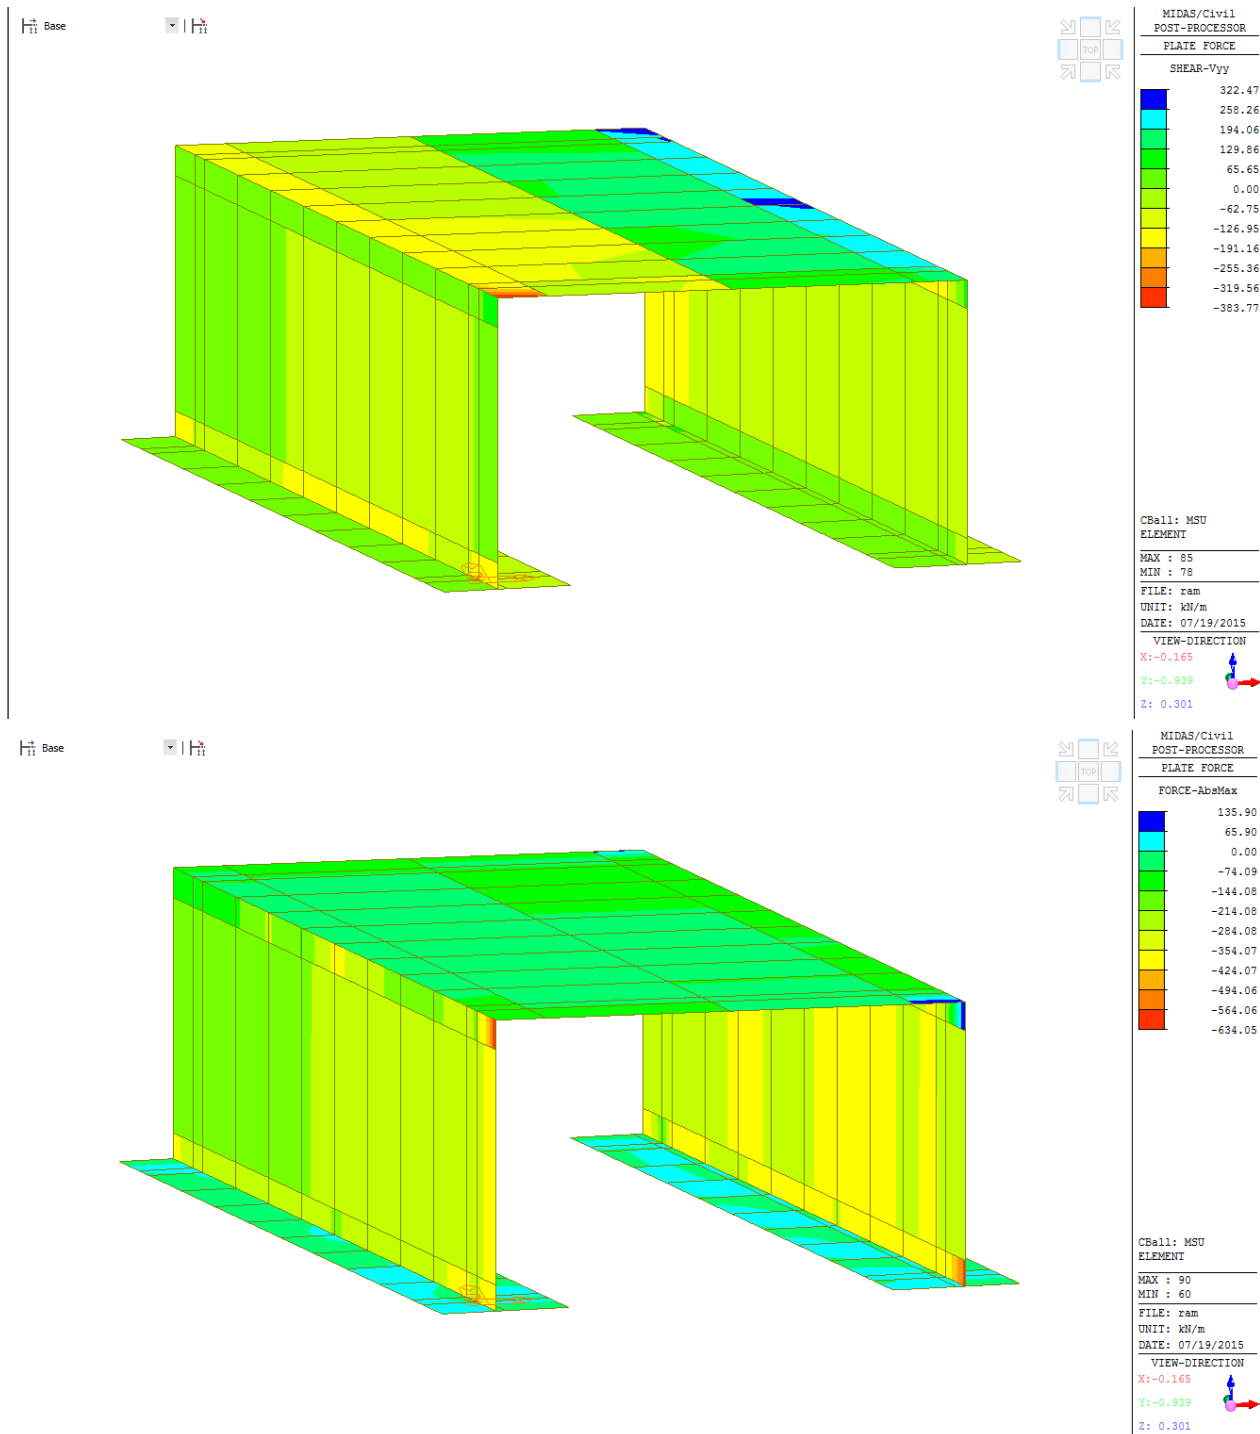 Base
TOP
MIDAS/Civil
POST-PROCESSOR
PLATE FORCE
SHEAR-Vyy
322.47
258.26
194.06
129.86
65.65
0.00
-62.75
-126.95
-191.16
-255.36
-319.56
-383.77
CBall: MSU
ELEMENT
MAX : 85
MIN : 78
FILE: ram
UNIT: kN/m
DATE: 07/19/2015
VIEW-DIRECTION
X:-0.165
Y:-0.939
Z: 0.301
Base
TOP
MIDAS/Civil
POST-PROCESSOR
PLATE FORCE
FORCE-AbsMax
135.90
65.90
0.00
-74.09
-144.08
-214.08
-284.08
-354.07
-424.07
-494.06
-564.06
-634.05
CBall: MSU
ELEMENT
MAX : 90
MIN : 60
FILE: ram
UNIT: kN/m
DATE: 07/19/2015
VIEW-DIRECTION
X:-0.165
Y:-0.939
Z: 0.301